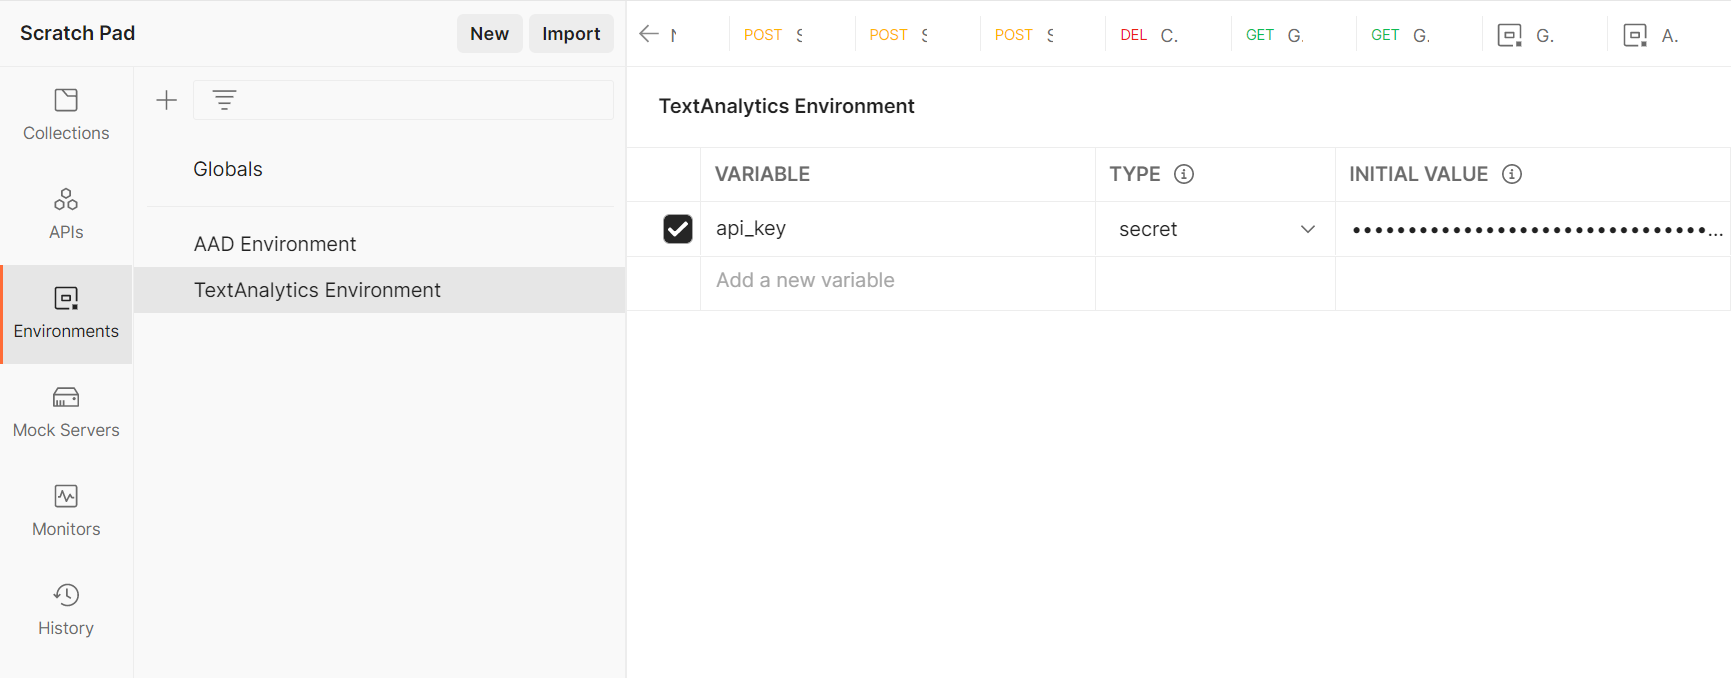 Scratch Pad
New
Import
POST
POST
POST
DEL C.
GET G.
GET G.
G.
A.
Collections
APIs
Environments
Mock Servers
Monitors
History
Globals
AAD Environment
TextAnalytics Environment
TextAnalytics Environment
VARIABLE
TYPE
INITIAL VALUE
api_key
secret
••••••••••••••••••••••••••••••••...
Add a new variable